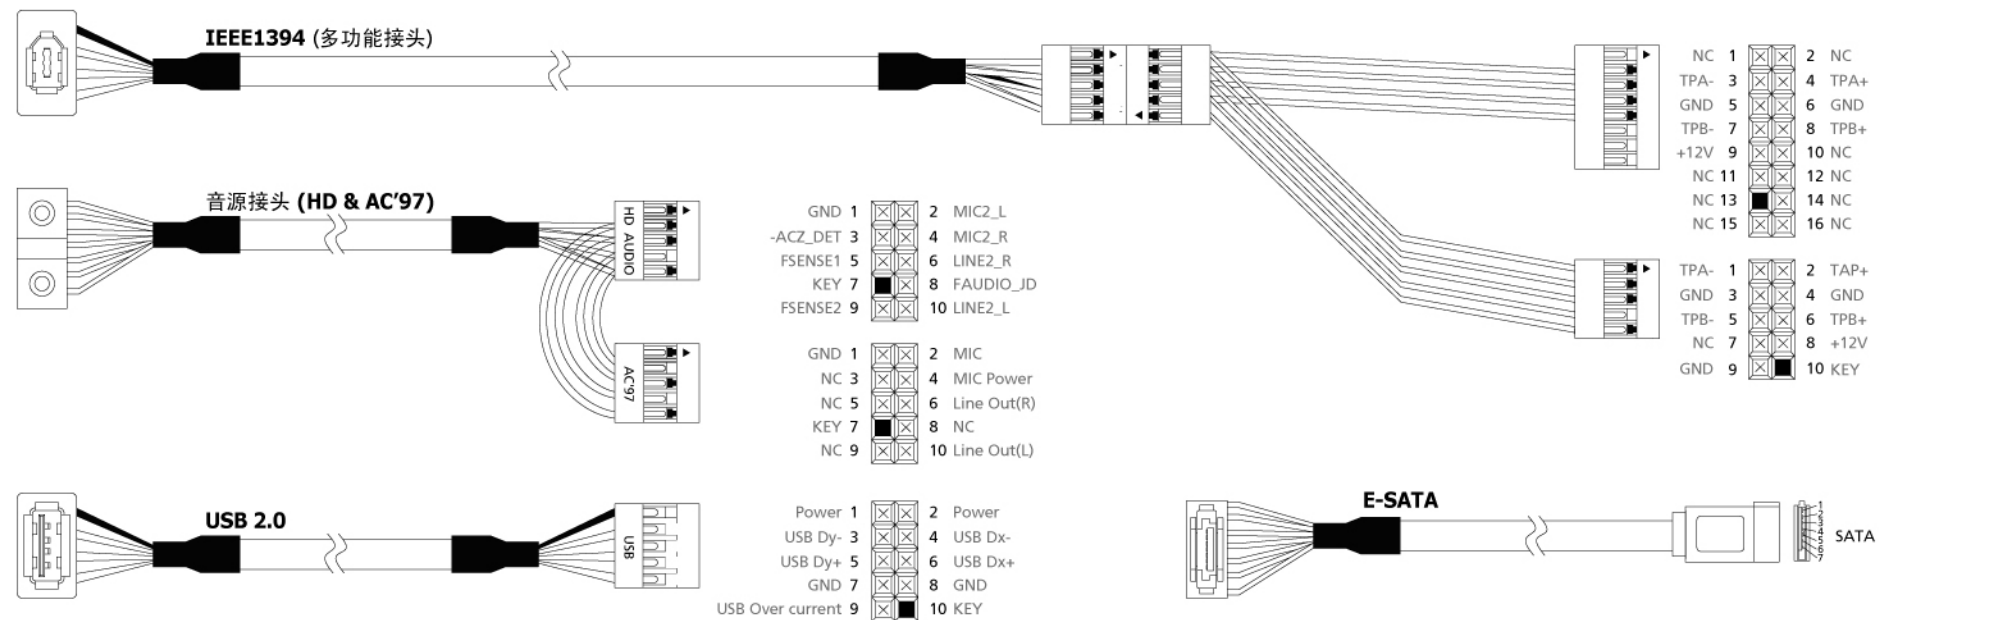 IEEE1394 (多功能接头)
NC 1 2 NC
TPA- 3 4 TPA+
GND 5 6 GND
TPB- 7 8 TPB+
+12V 9 10 NC
NC 11 12 NC
NC 13 14 NC
NC 15 16 NC
TPA- 1 2 TAP+
GND 3 4 GND
TPB- 5 6 TPB+
NC 7 8 +12V
GND 9 10 KEY
音源接头 (HD & AC'97)
HD AUDIO
GND 1 2 MIC2_L
-ACZ_DET 3 4 MIC2_R
FSENSE1 5 6 LINE2_R
KEY 7 8 FAUDIO_JD
FSENSE2 9 10 LINE2_L
AC'97
GND 1 2 MIC
NC 3 4 MIC Power
NC 5 6 Line Out(R)
KEY 7 8 NC
NC 9 10 Line Out(L)
USB 2.0
USB
Power 1 2 Power
USB Dy- 3 4 USB Dx-
USB Dy+ 5 6 USB Dx+
GND 7 8 GND
USB Over current 9 10 KEY
E-SATA
1
2
3
4
5
6
7
SATA